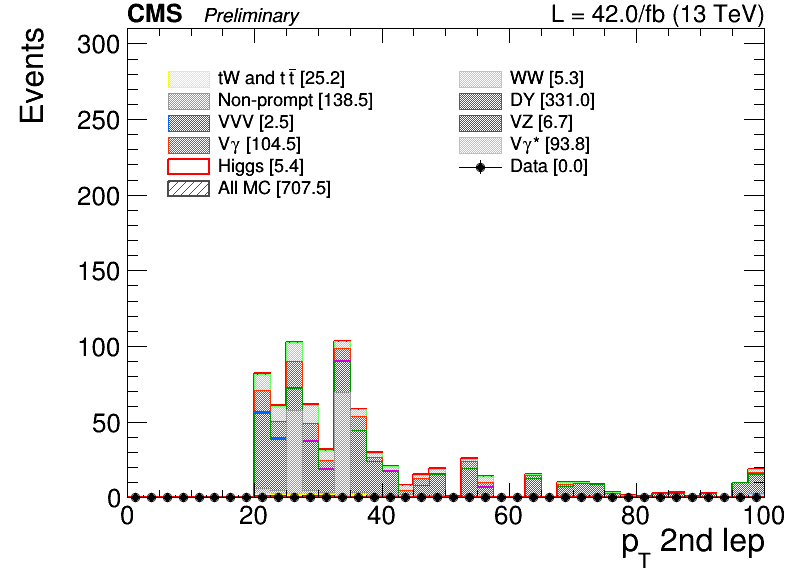 CMS Preliminary L = 42.0/fb (13 TeV)
Events
300
250
200
150
100
50
0
tW and tt̄ [25.2]
Non-prompt [138.5]
VVV [2.5]
Vγ [104.5]
Higgs [5.4]
All MC [707.5]
WW [5.3]
DY [331.0]
VZ [6.7]
Vγ* [93.8]
Data [0.0]
0 20 40 60 80 100
p_T 2nd lep